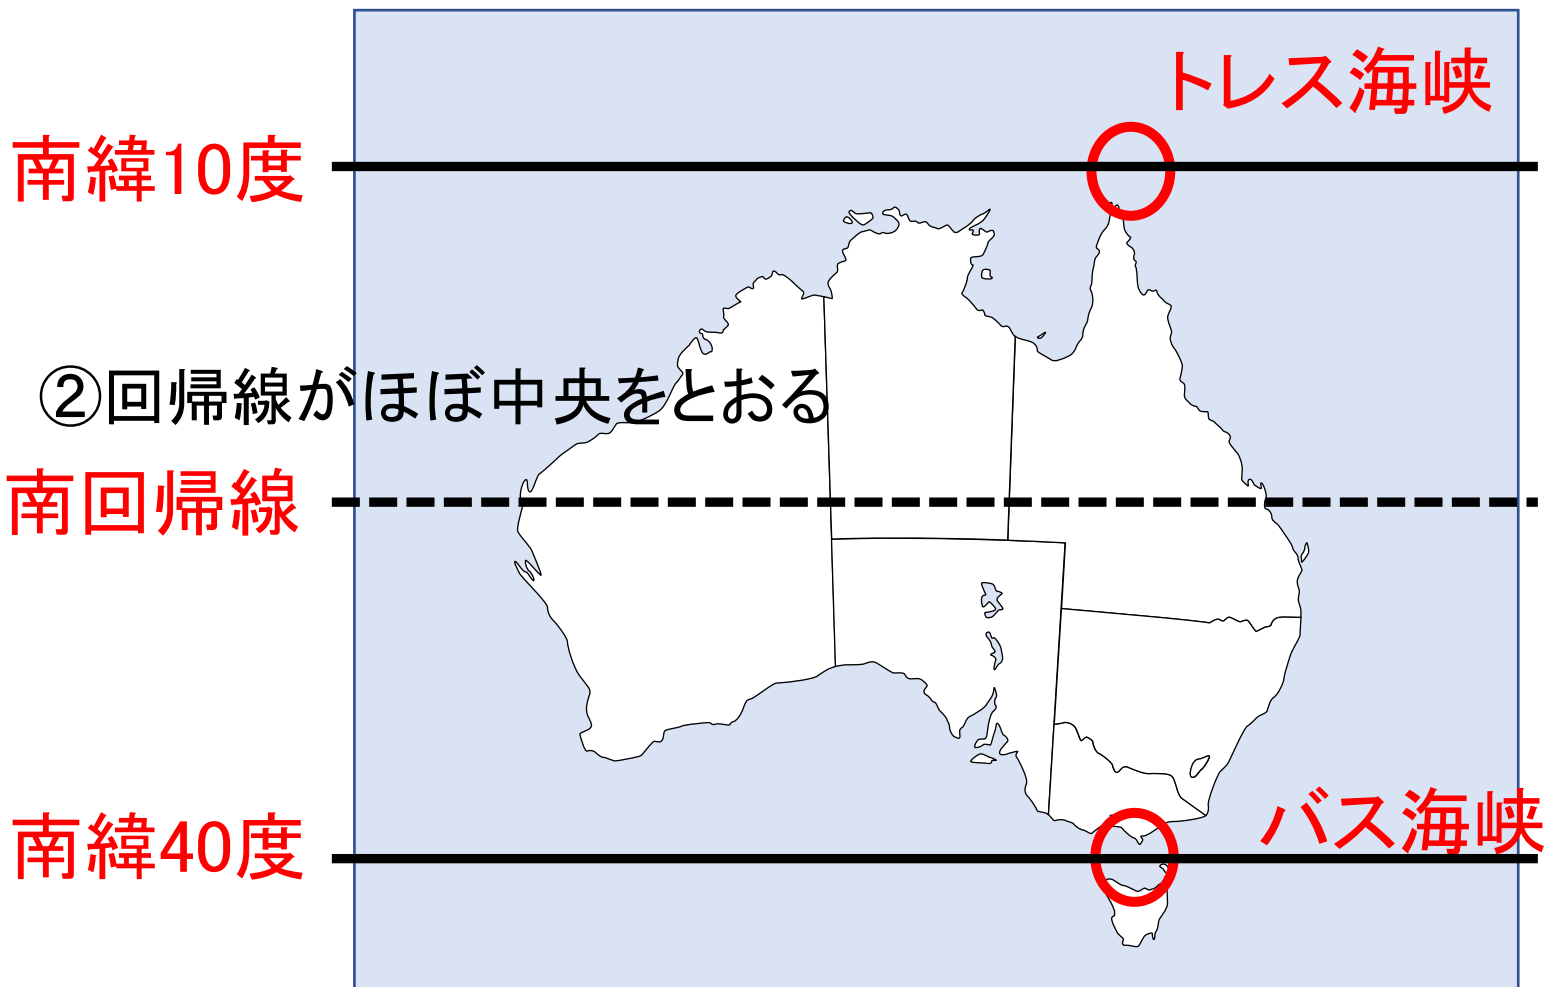 トレス海峡
南緯10度
②回帰線がほぼ中央をとおる
南回帰線
バス海峡
南緯40度